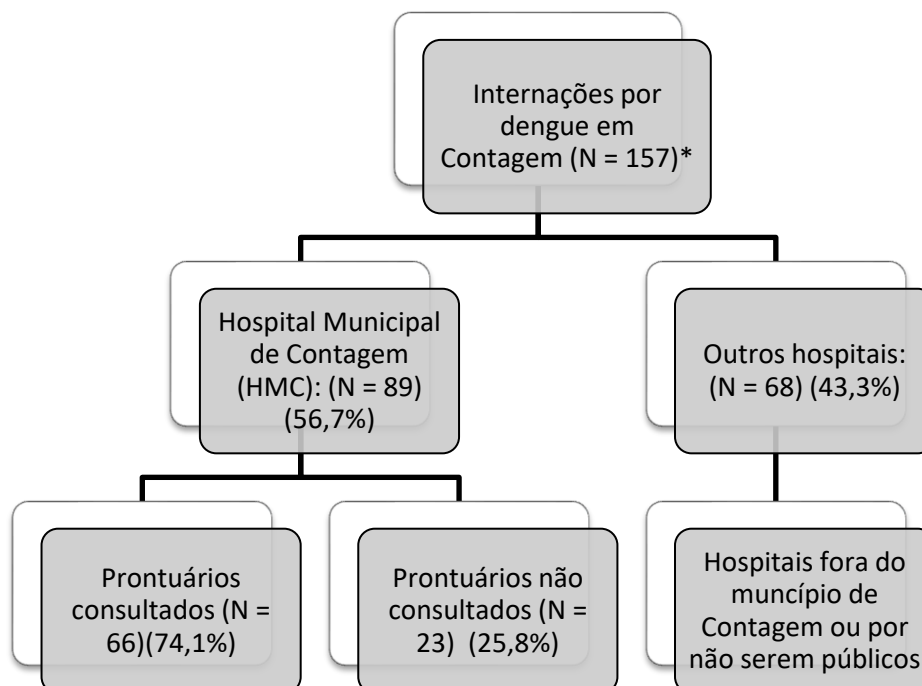 Internações por
dengue em
Contagem (N = 157)*
Hospital Municipal
de Contagem
(HMC): (N = 89)
(56,7%)
Outros hospitais:
(N = 68) (43,3%)
Prontuários
consultados (N =
66)(74,1%)
Prontuários não
consultados (N =
23) (25,8%)
Hospitais fora do
muncípio de
Contagem ou por
não serem públicos